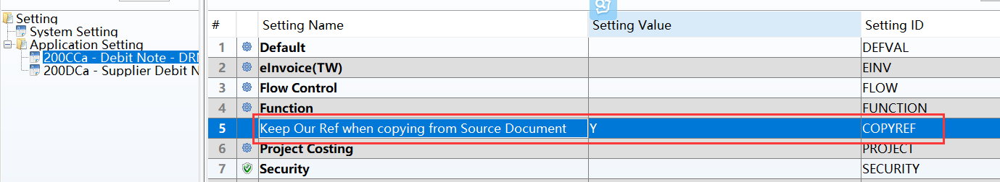 Setting
System Setting
Application Setting
200CCa - Debit Note - DR
200DCa - Supplier Debit N
# Setting Name Setting Value Setting ID
1 Default DEFVAL
2 eInvoice(TW) EINV
3 Flow Control FLOW
4 Function FUNCTION
5 Keep Our Ref when copying from Source Document Y COPYREF
6 Project Costing PROJECT
7 Security SECURITY